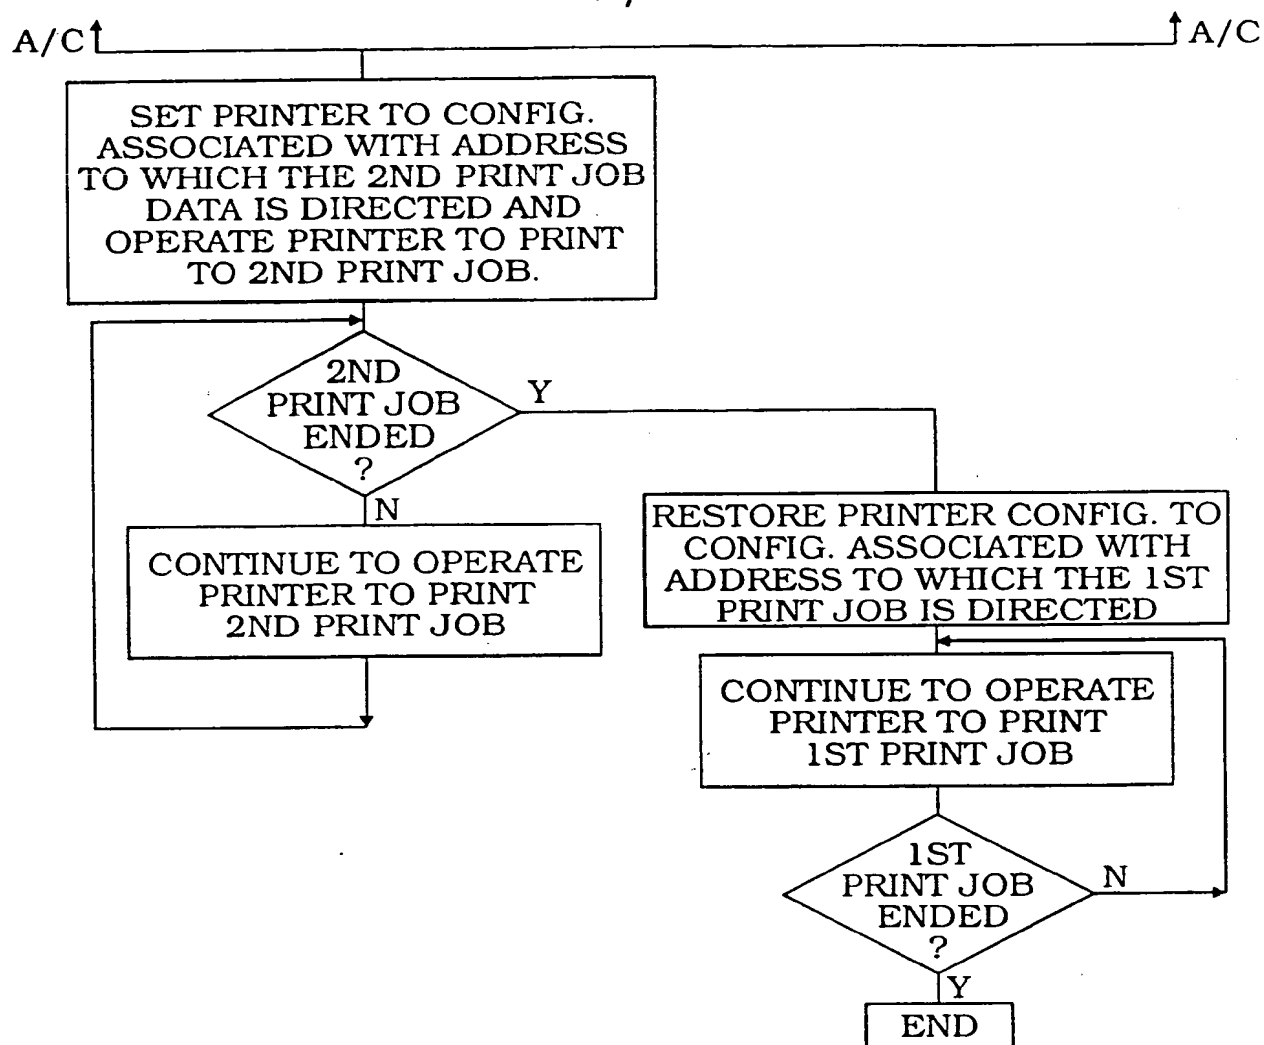 A/C
A/C
SET PRINTER TO CONFIG.
ASSOCIATED WITH ADDRESS
TO WHICH THE 2ND PRINT JOB
DATA IS DIRECTED AND
OPERATE PRINTER TO PRINT
TO 2ND PRINT JOB.
2ND
PRINT JOB
ENDED
?
Y
N
CONTINUE TO OPERATE
PRINTER TO PRINT
2ND PRINT JOB
RESTORE PRINTER CONFIG. TO
CONFIG. ASSOCIATED WITH
ADDRESS TO WHICH THE 1ST
PRINT JOB IS DIRECTED
CONTINUE TO OPERATE
PRINTER TO PRINT
1ST PRINT JOB
1ST
PRINT JOB
ENDED
?
N
Y
END